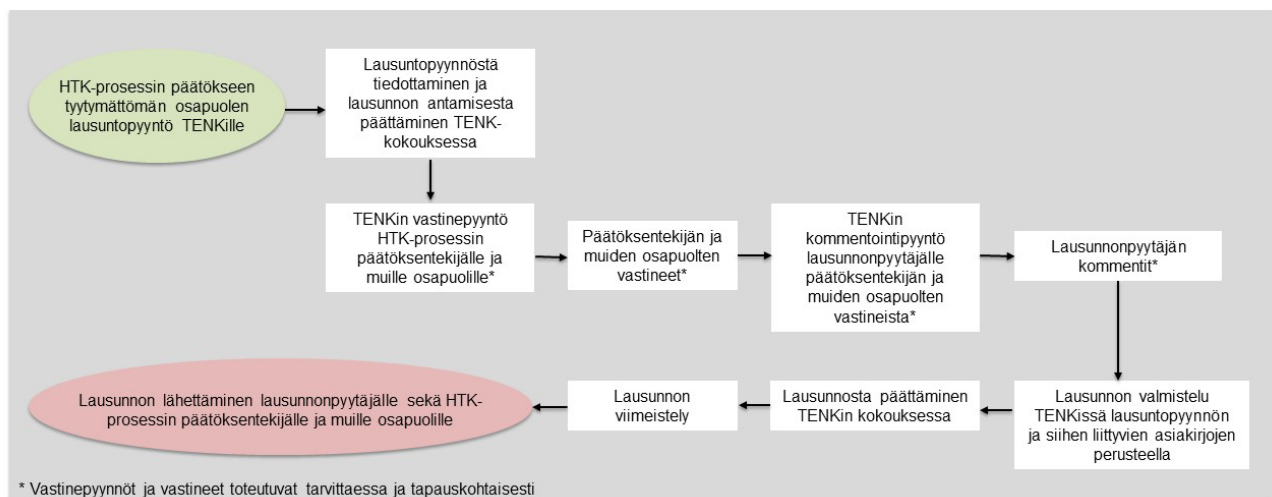 HTK-prosessin päätökseen
tyytymättömän osapuolen
lausuntopyyntö TENKille
Lausuntopyynnöstä
tiedottaminen ja
lausunnon antamisesta
päättäminen TENK-
kokouksessa
TENKin vastinepyyntö
HTK-prosessin
päätöksentekijälle ja
muille osapuolille*
Päätöksentekijän ja
muiden osapuolten
vastineet*
TENKin
kommentointipyyntö
lausunnonpyytäjälle
päätöksentekijän ja
muiden osapuolten
vastineista*
Lausunnonpyytäjän
kommentit*
Lausunnon valmistelu
TENKissä lausuntopyynnön
ja siihen liittyvien asiakirjojen
perusteella
Lausunnosta päättäminen
TENKin kokouksessa
Lausunnon
viimeistely
Lausunnon lähettäminen lausunnonpyytäjälle sekä HTK-
prosessin päätöksentekijälle ja muille osapuolille
* Vastinepyynnöt ja vastineet toteutuvat tarvittaessa ja tapauskohtaisesti